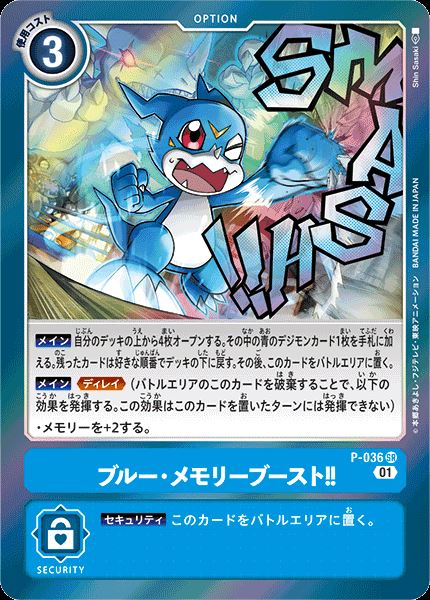 OPTION
使用コスト
3
Shin Sasaki
SMASH!!!
BANDAI MADE IN JAPAN
©本郷あきよし・フジテレビ・東映アニメーション
メイン 自分のデッキの上から4枚オープンする。その中の青のデジモンカード1枚を手札に加
える。残ったカードは好きな順番でデッキの下に戻す。その後、このカードをバトルエリアに置く。
メイン ディレイ (バトルエリアのこのカードを破棄することで、以下の
効果を発揮する。この効果はこのカードを置いたターンには発揮できない)
・メモリーを+2する。
P-036 SR
01
ブルー・メモリーブースト!!
セキュリティ このカードをバトルエリアに置く。
SECURITY